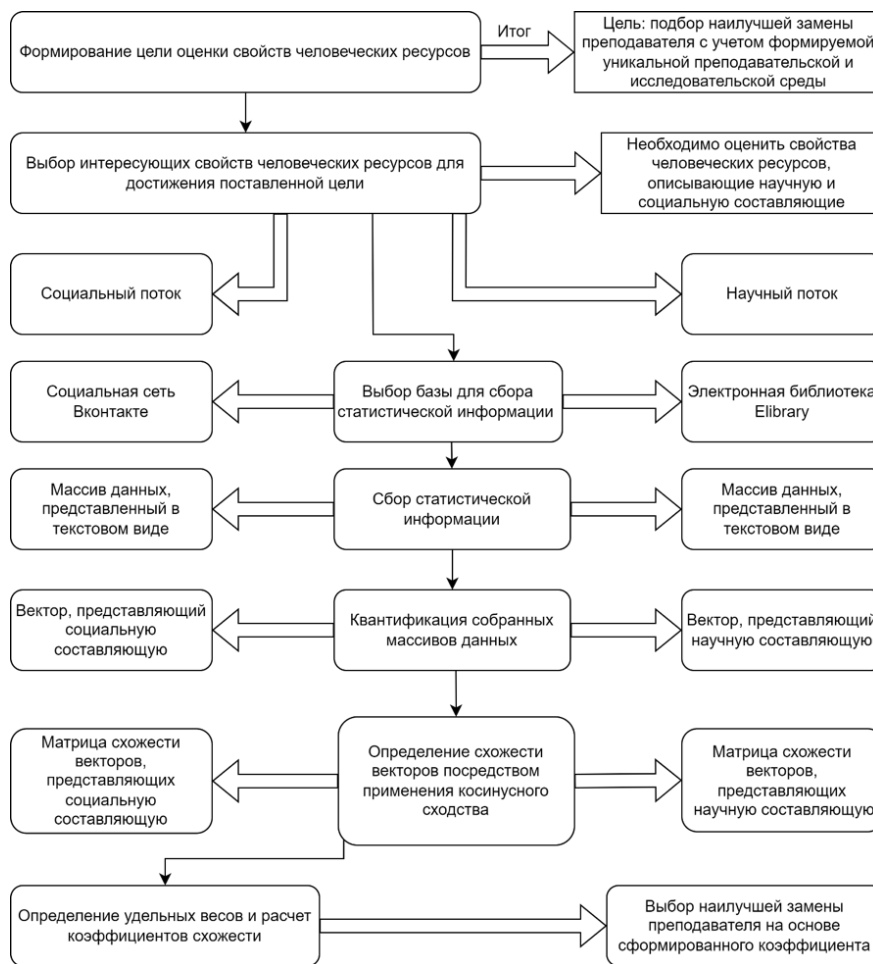 Формирование цели оценки свойств человеческих ресурсов
Итог
Цель: подбор наилучшей замены
преподавателя с учетом формируемой
уникальной преподавательской и
исследовательской среды
Выбор интересующих свойств человеческих ресурсов для
достижения поставленной цели
Необходимо оценить свойства
человеческих ресурсов,
описывающие научную и
социальную составляющие
Социальный поток
Научный поток
Социальная сеть
Вконтакте
Выбор базы для сбора
статистической информации
Электронная библиотека
Elibrary
Массив данных,
представленный в
текстовом виде
Сбор статистической
информации
Массив данных,
представленный в
текстовом виде
Вектор, представляющий
социальную
составляющую
Квантификация собранных
массивов данных
Вектор, представляющий
научную составляющую
Матрица схожести
векторов,
представляющих
социальную
составляющую
Определение схожести
векторов посредством
применения косинусного
сходства
Матрица схожести
векторов,
представляющих
научную составляющую
Определение удельных весов и расчет
коэффициентов схожести
Выбор наилучшей замены
преподавателя на основе
сформированного коэффициента